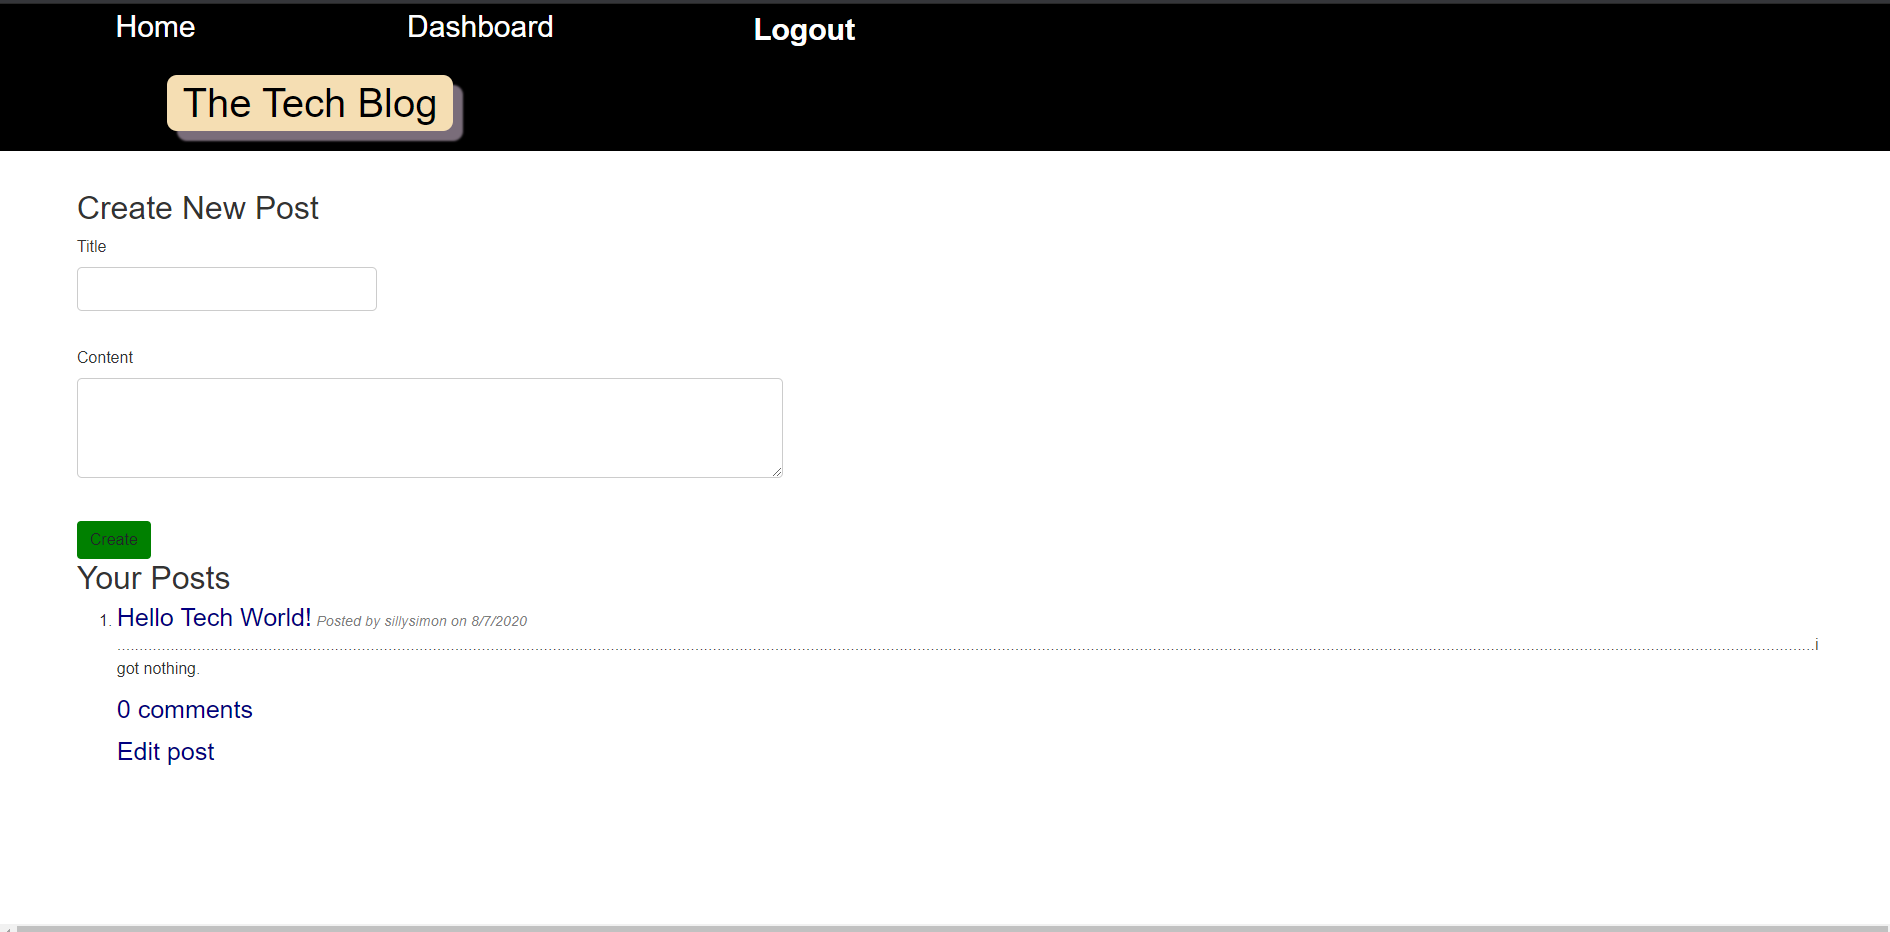 Home Dashboard Logout
The Tech Blog
Create New Post
Title
Content
Create
Your Posts
1. Hello Tech World! Posted by sillysimon on 8/7/2020
........................................................................................................................................................................................................................................................................................................................................................................................i
got nothing.
0 comments
Edit post